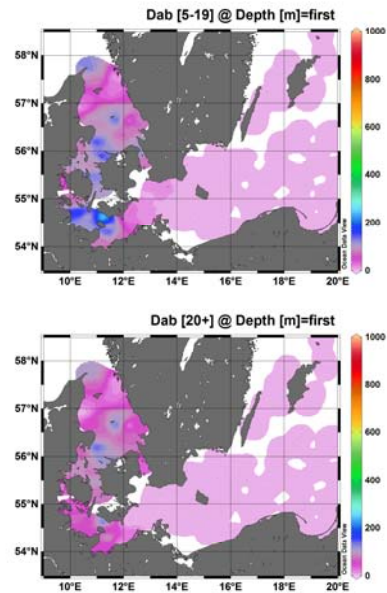 Dab [5-19] @ Depth [m]=first
58°N
57°N
56°N
55°N
54°N
10°E 12°E 14°E 16°E 18°E 20°E
1000
800
600
400
200
0
Ocean Data View
Dab [20+] @ Depth [m]=first
58°N
57°N
56°N
55°N
54°N
10°E 12°E 14°E 16°E 18°E 20°E
1000
800
600
400
200
0
Ocean Data View